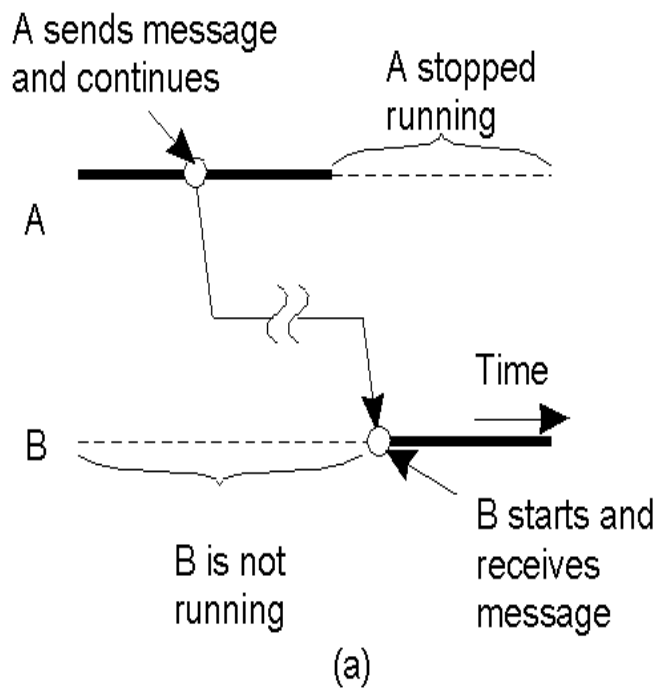 A sends message
and continues
A stopped
running
A
Time
B
B starts and
receives
message
B is not
running
(a)